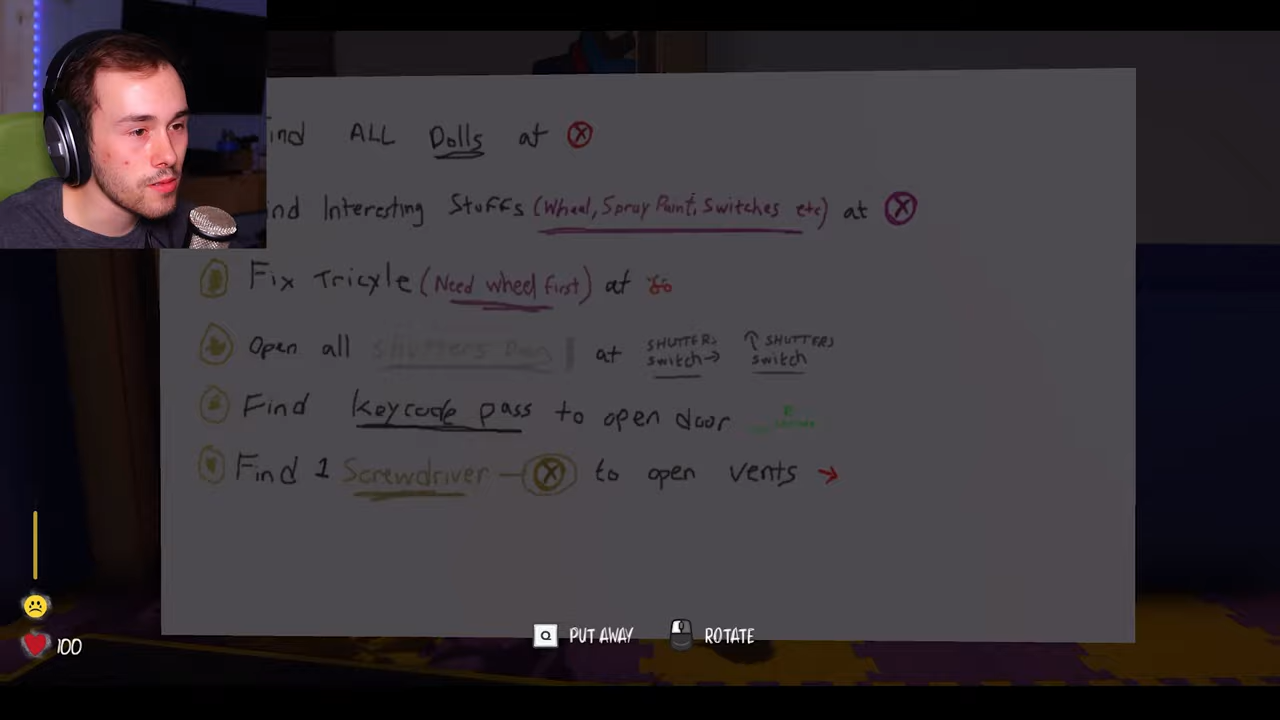 ind ALL Dolls at
ind Interesting Stuffs (Wheel, Spray Paint, Switches etc) at
Fix Tricyle (Need wheel first) at
Open all Shutters at SHUTTERS switch → ↑ SHUTTERS switch
Find keycode pass to open door
Find 1 Screwdriver to open vents →
PUT AWAY ROTATE
100